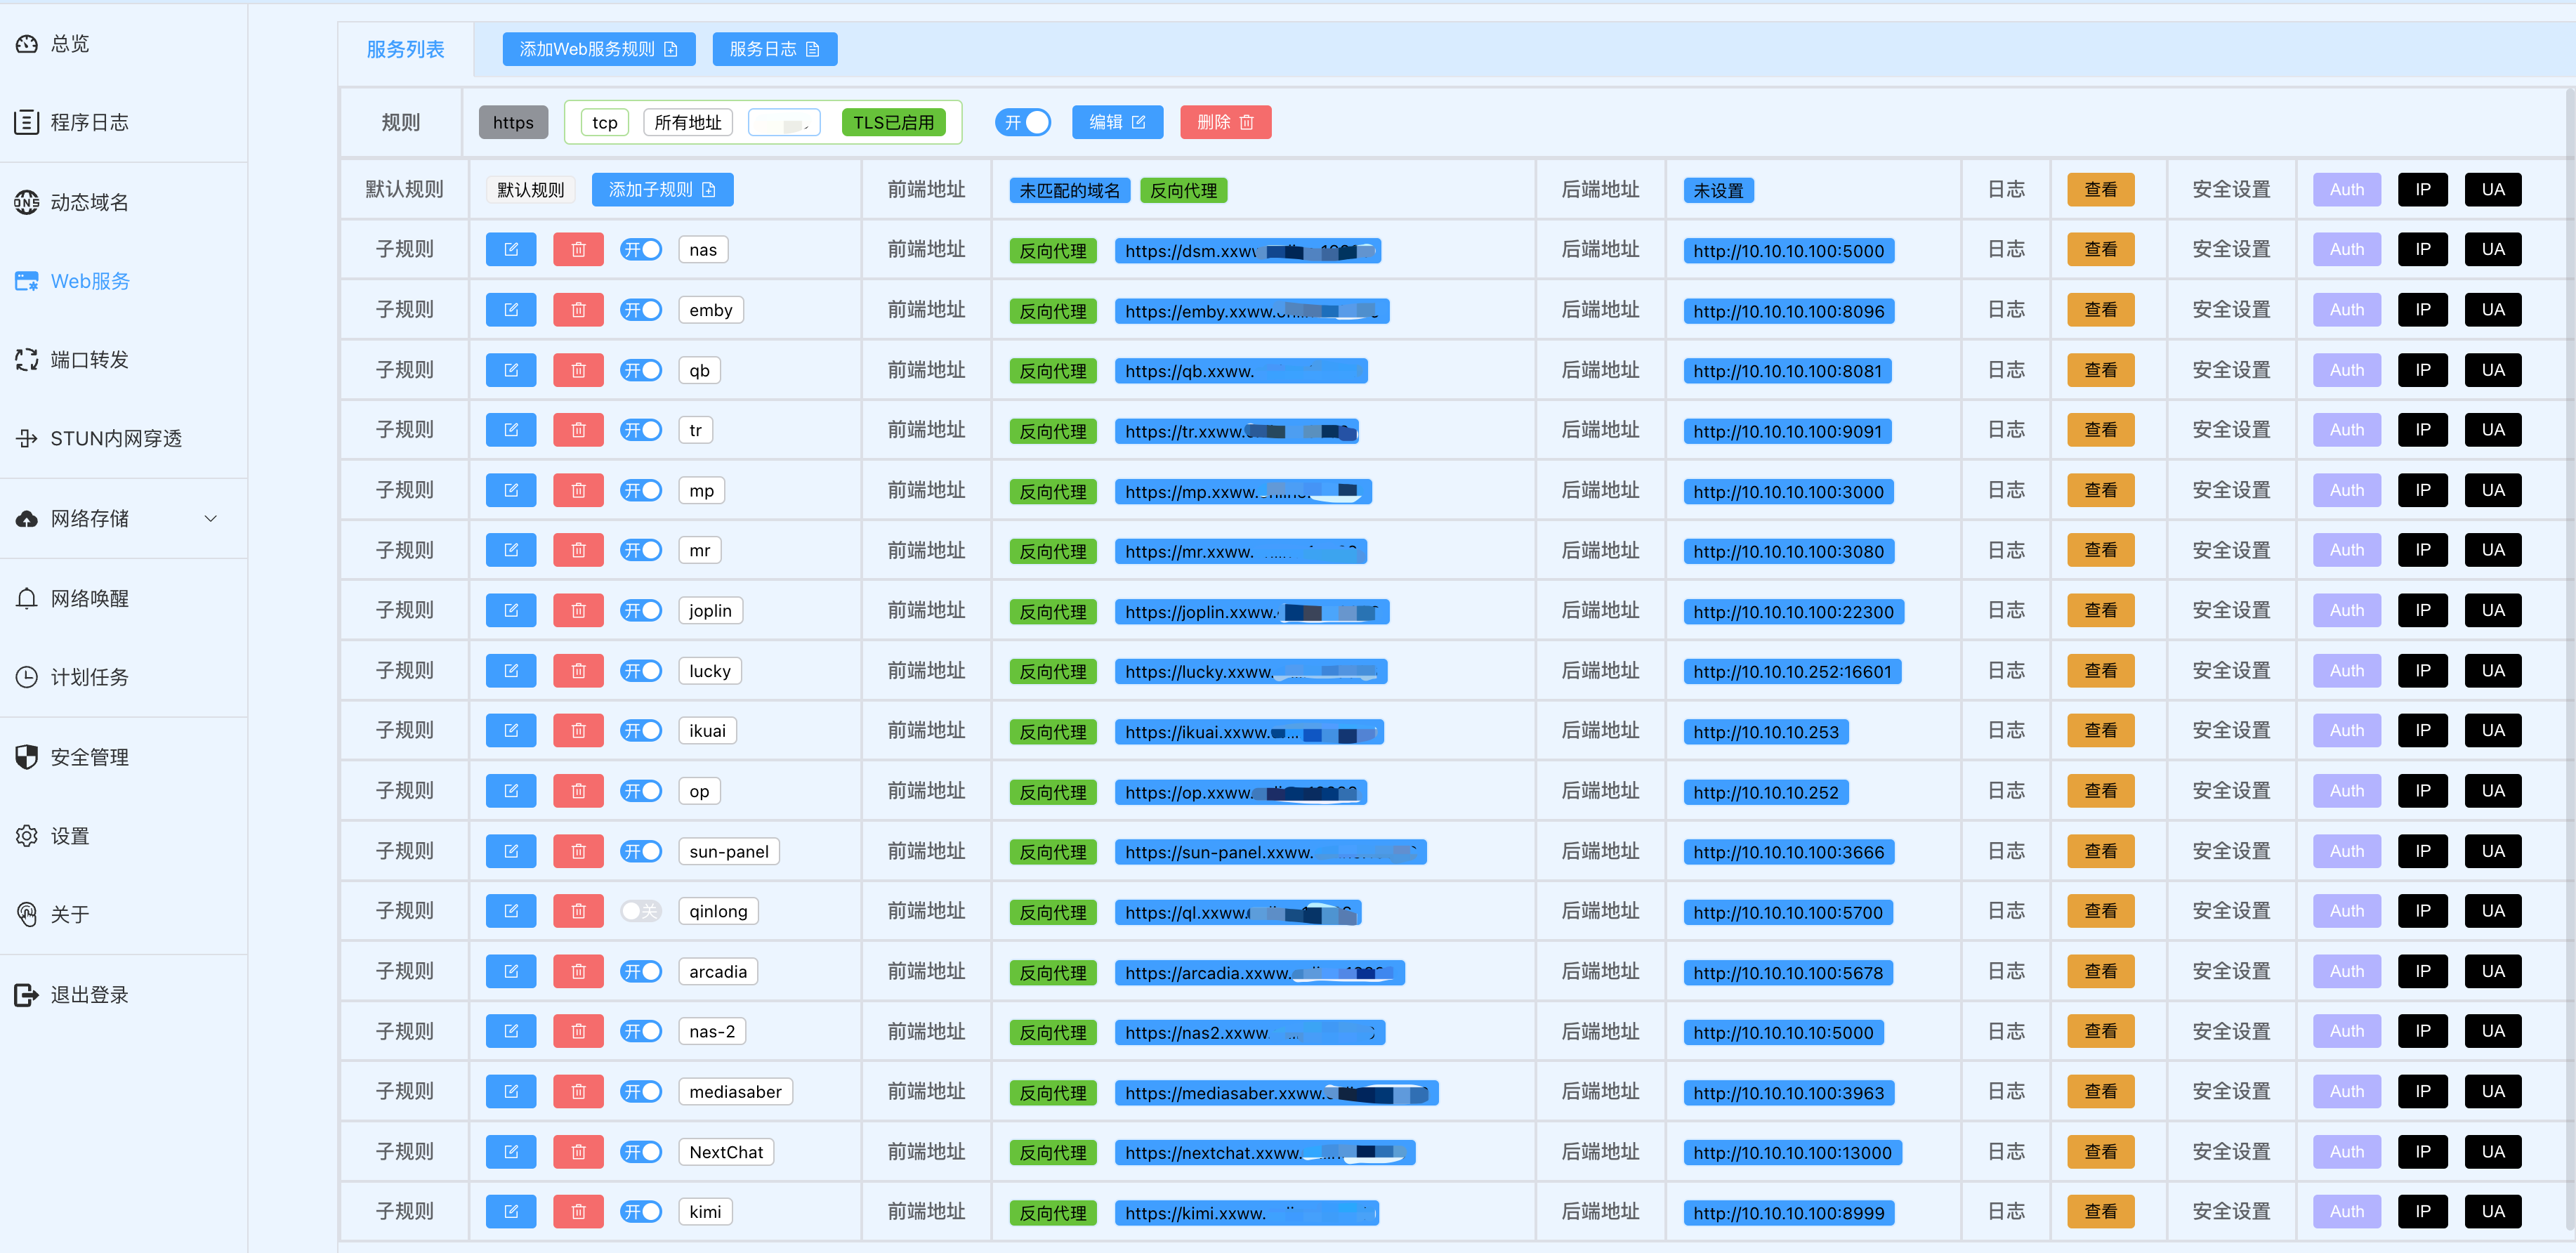 总览
程序日志
动态域名
Web服务
端口转发
STUN内网穿透
网络存储
网络唤醒
计划任务
安全管理
设置
关于
退出登录
服务列表 添加Web服务规则 服务日志
规则 https tcp 所有地址 TLS已启用 开 编辑 删除
默认规则 默认规则 添加子规则 前端地址 未匹配的域名 反向代理 后端地址 未设置 日志 查看 安全设置 Auth IP UA
子规则 开 nas 前端地址 反向代理 https://dsm.xxw 后端地址 http://10.10.10.100:5000 日志 查看 安全设置 Auth IP UA
子规则 开 emby 前端地址 反向代理 https://emby.xxww. 后端地址 http://10.10.10.100:8096 日志 查看 安全设置 Auth IP UA
子规则 开 qb 前端地址 反向代理 https://qb.xxww. 后端地址 http://10.10.10.100:8081 日志 查看 安全设置 Auth IP UA
子规则 开 tr 前端地址 反向代理 https://tr.xxww. 后端地址 http://10.10.10.100:9091 日志 查看 安全设置 Auth IP UA
子规则 开 mp 前端地址 反向代理 https://mp.xxww. 后端地址 http://10.10.10.100:3000 日志 查看 安全设置 Auth IP UA
子规则 开 mr 前端地址 反向代理 https://mr.xxww. 后端地址 http://10.10.10.100:3080 日志 查看 安全设置 Auth IP UA
子规则 开 joplin 前端地址 反向代理 https://joplin.xxww. 后端地址 http://10.10.10.100:22300 日志 查看 安全设置 Auth IP UA
子规则 开 lucky 前端地址 反向代理 https://lucky.xxww. 后端地址 http://10.10.10.252:16601 日志 查看 安全设置 Auth IP UA
子规则 开 ikuai 前端地址 反向代理 https://ikuai.xxww. 后端地址 http://10.10.10.253 日志 查看 安全设置 Auth IP UA
子规则 开 op 前端地址 反向代理 https://op.xxww. 后端地址 http://10.10.10.252 日志 查看 安全设置 Auth IP UA
子规则 开 sun-panel 前端地址 反向代理 https://sun-panel.xxww. 后端地址 http://10.10.10.100:3666 日志 查看 安全设置 Auth IP UA
子规则 关 qinlong 前端地址 反向代理 https://ql.xxww. 后端地址 http://10.10.10.100:5700 日志 查看 安全设置 Auth IP UA
子规则 开 arcadia 前端地址 反向代理 https://arcadia.xxww. 后端地址 http://10.10.10.100:5678 日志 查看 安全设置 Auth IP UA
子规则 开 nas-2 前端地址 反向代理 https://nas2.xxww. 后端地址 http://10.10.10.10:5000 日志 查看 安全设置 Auth IP UA
子规则 开 mediasaber 前端地址 反向代理 https://mediasaber.xxww. 后端地址 http://10.10.10.100:3963 日志 查看 安全设置 Auth IP UA
子规则 开 NextChat 前端地址 反向代理 https://nextchat.xxww. 后端地址 http://10.10.10.100:13000 日志 查看 安全设置 Auth IP UA
子规则 开 kimi 前端地址 反向代理 https://kimi.xxww. 后端地址 http://10.10.10.100:8999 日志 查看 安全设置 Auth IP UA